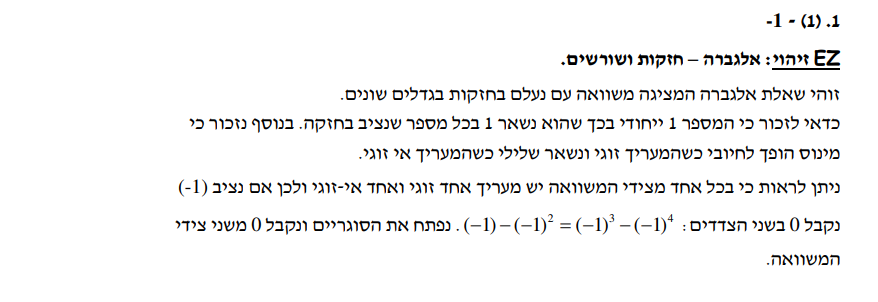 1. (1) - 1-
EZ זיהוי: אלגברה – חזקות ושורשים.
זוהי שאלת אלגברה המציגה משוואה עם נעלם בחזקות בגדלים שונים.
כדאי לזכור כי המספר 1 ייחודי בכך שהוא נשאר 1 בכל מספר שנציב בחזקה. בנוסף נזכור כי
מינוס הופך לחיובי כשהמעריך זוגי ונשאר שלילי כשהמעריך אי זוגי.
ניתן לראות כי בכל אחד מצידי המשוואה יש מעריך אחד זוגי ואחד אי-זוגי ולכן אם נציב (-1)
נקבל 0 בשני הצדדים: (-1) – (-1)² = (-1)³ – (-1)⁴. נפתח את הסוגריים ונקבל 0 משני צידי
המשוואה.